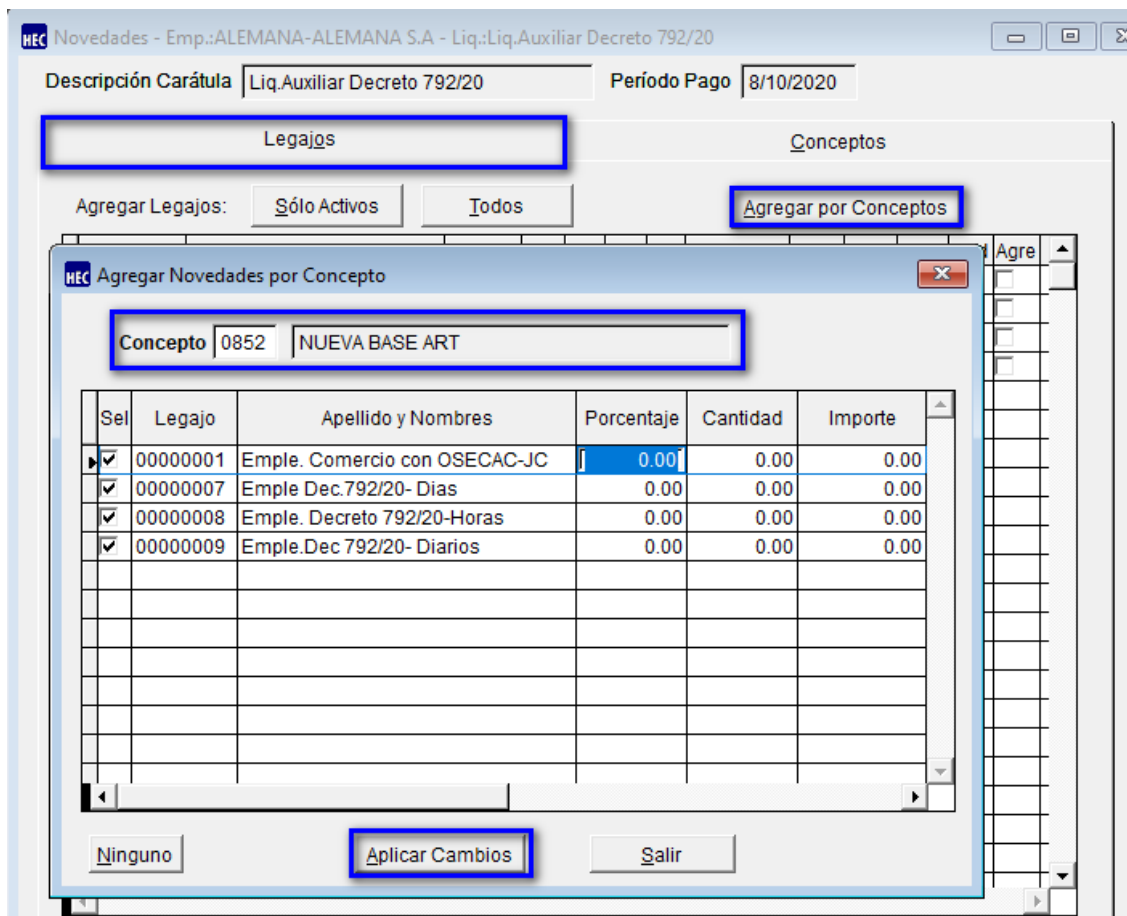 HEC Novedades - Emp.:ALEMANA-ALEMANA S.A - Liq.:Liq.Auxiliar Decreto 792/20
Descripción Carátula Liq.Auxiliar Decreto 792/20 Período Pago 8/10/2020
Legajos Conceptos
Agregar Legajos: Sólo Activos Todos Agregar por Conceptos
Agre
HEC Agregar Novedades por Concepto
Concepto 0852 NUEVA BASE ART
Sel Legajo Apellido y Nombres Porcentaje Cantidad Importe
00000001 Emple. Comercio con OSECAC-JC 0.00 0.00 0.00
00000007 Emple Dec.792/20- Dias 0.00 0.00 0.00
00000008 Emple. Decreto 792/20-Horas 0.00 0.00 0.00
00000009 Emple.Dec 792/20- Diarios 0.00 0.00 0.00
Ninguno Aplicar Cambios Salir